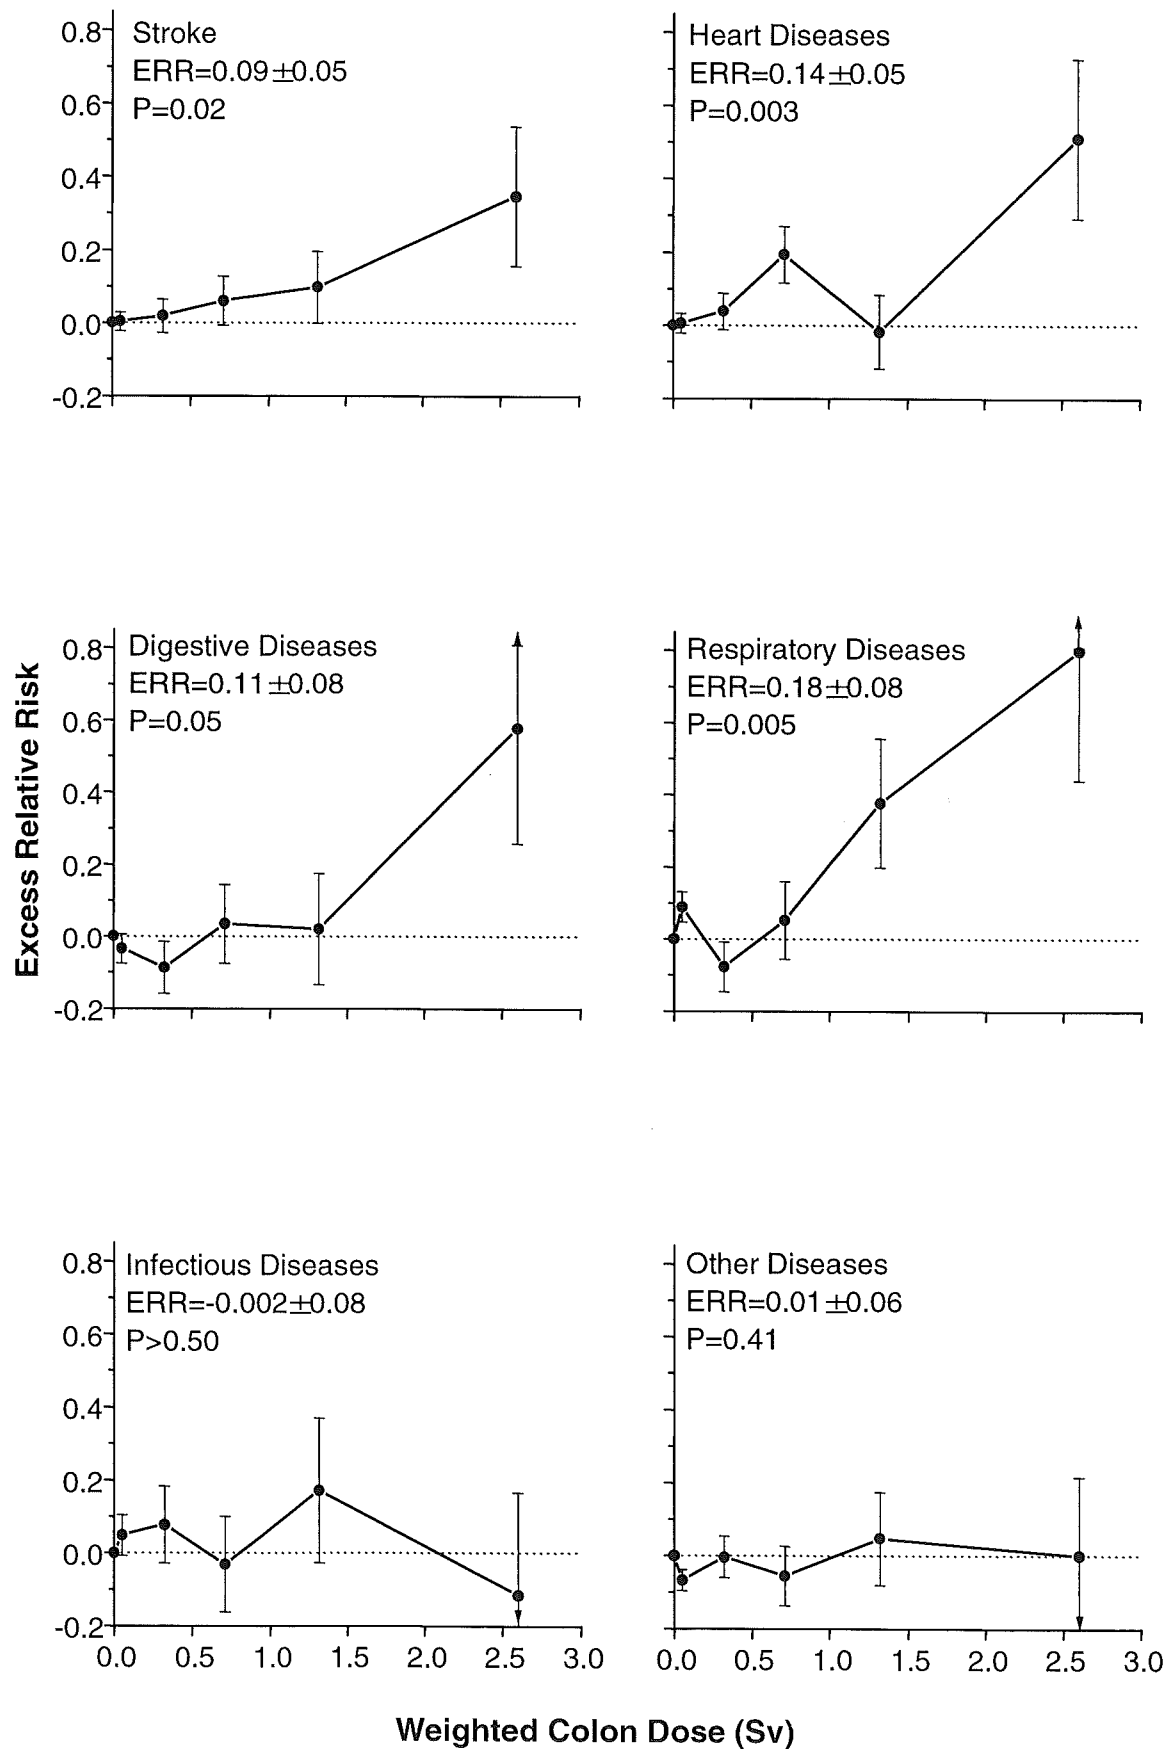 Stroke
ERR=0.09±0.05
P=0.02
0.8
0.6
0.4
0.2
0.0
-0.2
Heart Diseases
ERR=0.14±0.05
P=0.003
Excess Relative Risk
Digestive Diseases
ERR=0.11±0.08
P=0.05
0.8
0.6
0.4
0.2
0.0
-0.2
Respiratory Diseases
ERR=0.18±0.08
P=0.005
Infectious Diseases
ERR=-0.002±0.08
P>0.50
0.8
0.6
0.4
0.2
0.0
-0.2
0.0 0.5 1.0 1.5 2.0 2.5 3.0
Other Diseases
ERR=0.01±0.06
P=0.41
0.0 0.5 1.0 1.5 2.0 2.5 3.0
Weighted Colon Dose (Sv)